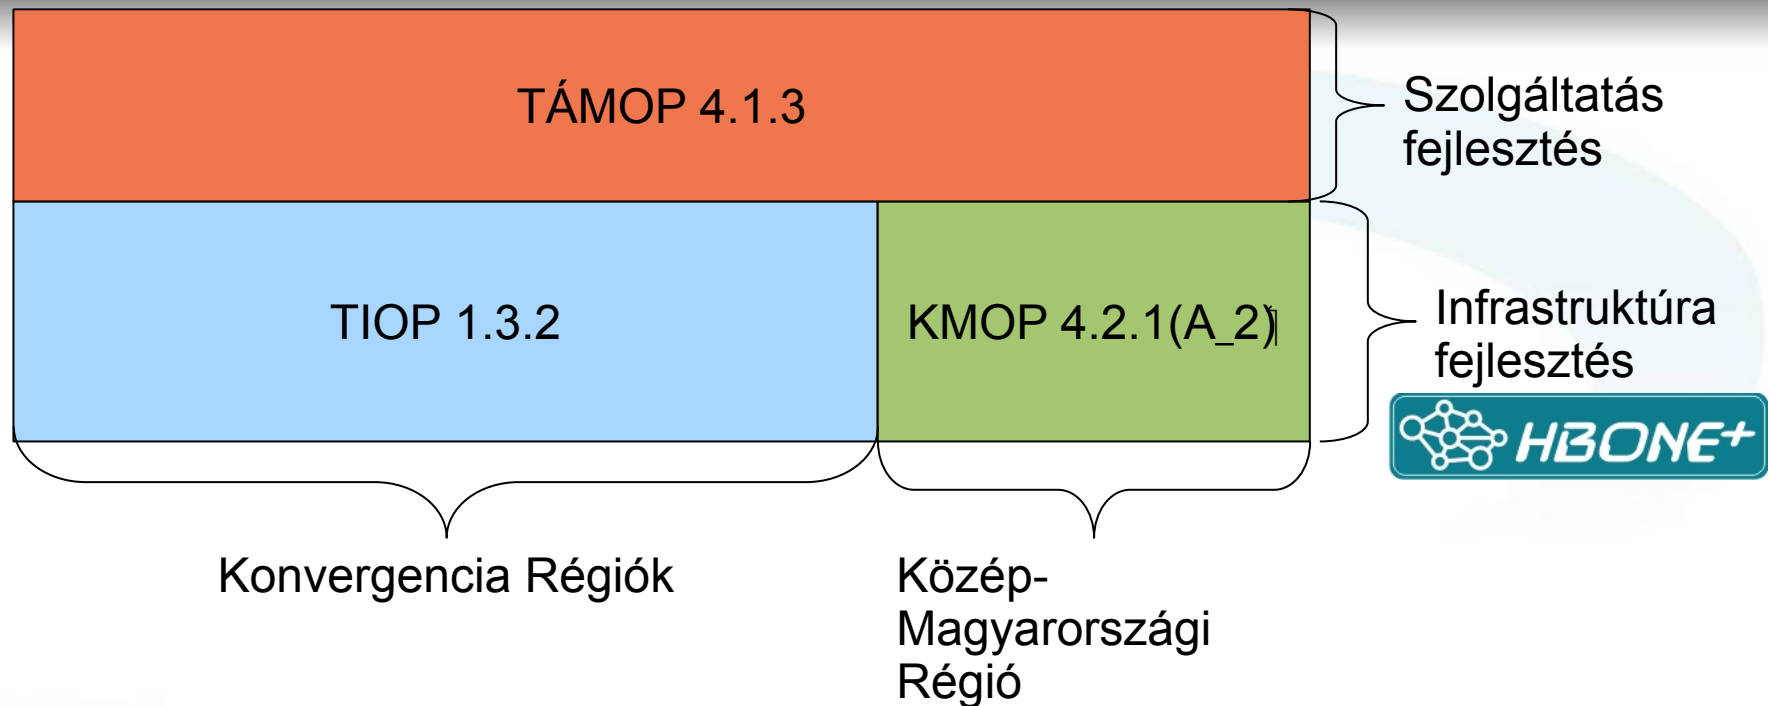 TÁMOP 4.1.3
Szolgáltatás
fejlesztés
TIOP 1.3.2
KMOP 4.2.1(A_2)
Infrastruktúra
fejlesztés
HBONE+
Konvergencia Régiók
Közép-
Magyarországi
Régió